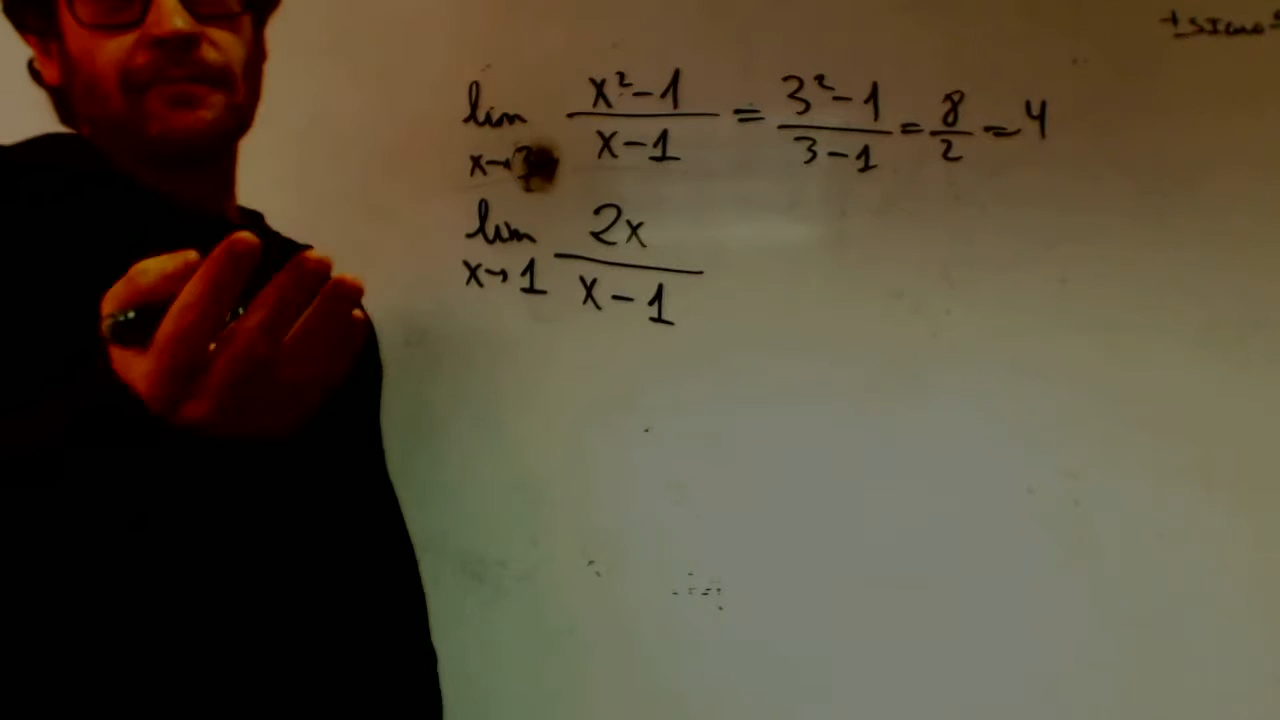 lim x²-1 / x-1 = 3²-1 / 3-1 = 8/2 = 4
x→3
lim 2x / x-1
x→1